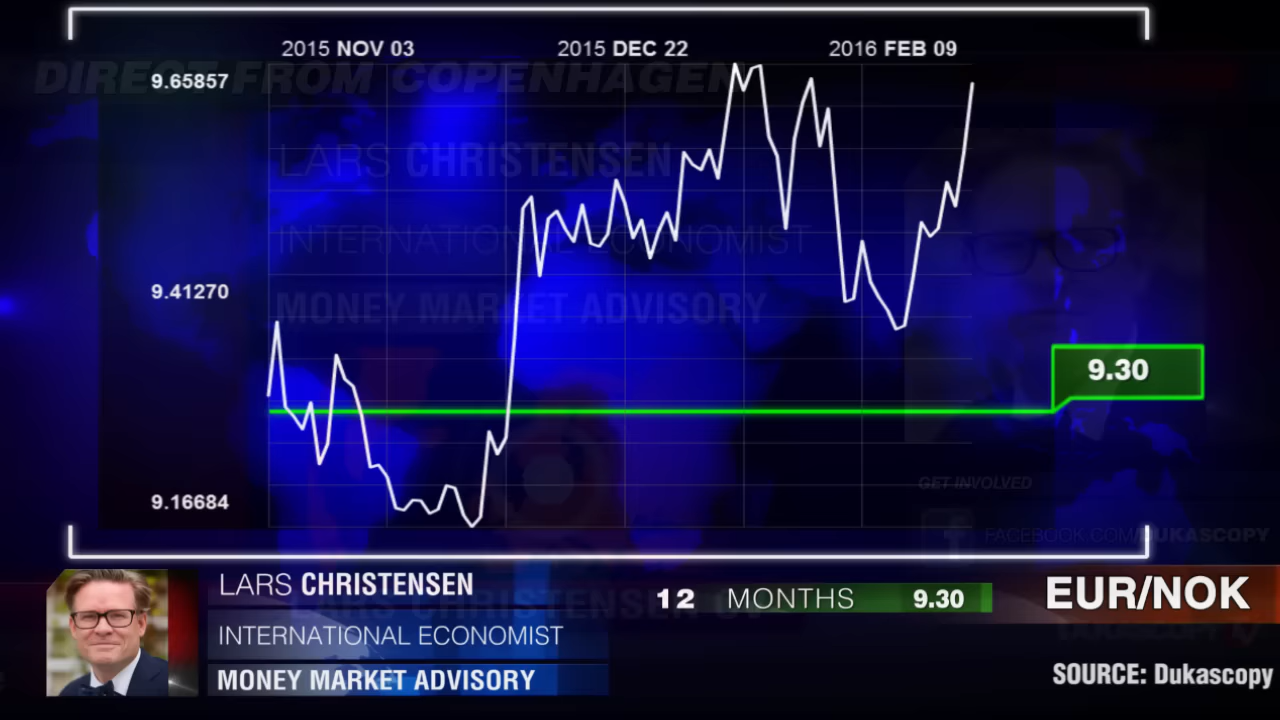 2015 NOV 03 2015 DEC 22 2016 FEB 09
DIRECT FROM COPENHAGEN
9.65857
LARS CHRISTENSEN
INTERNATIONAL ECONOMIST
9.41270
MONEY MARKET ADVISORY
9.30
GET INVOLVED
9.16684
FACEBOOK.COM/DUKASCOPY
LARS CHRISTENSEN
12 MONTHS 9.30
EUR/NOK
INTERNATIONAL ECONOMIST
MONEY MARKET ADVISORY
SOURCE: Dukascopy